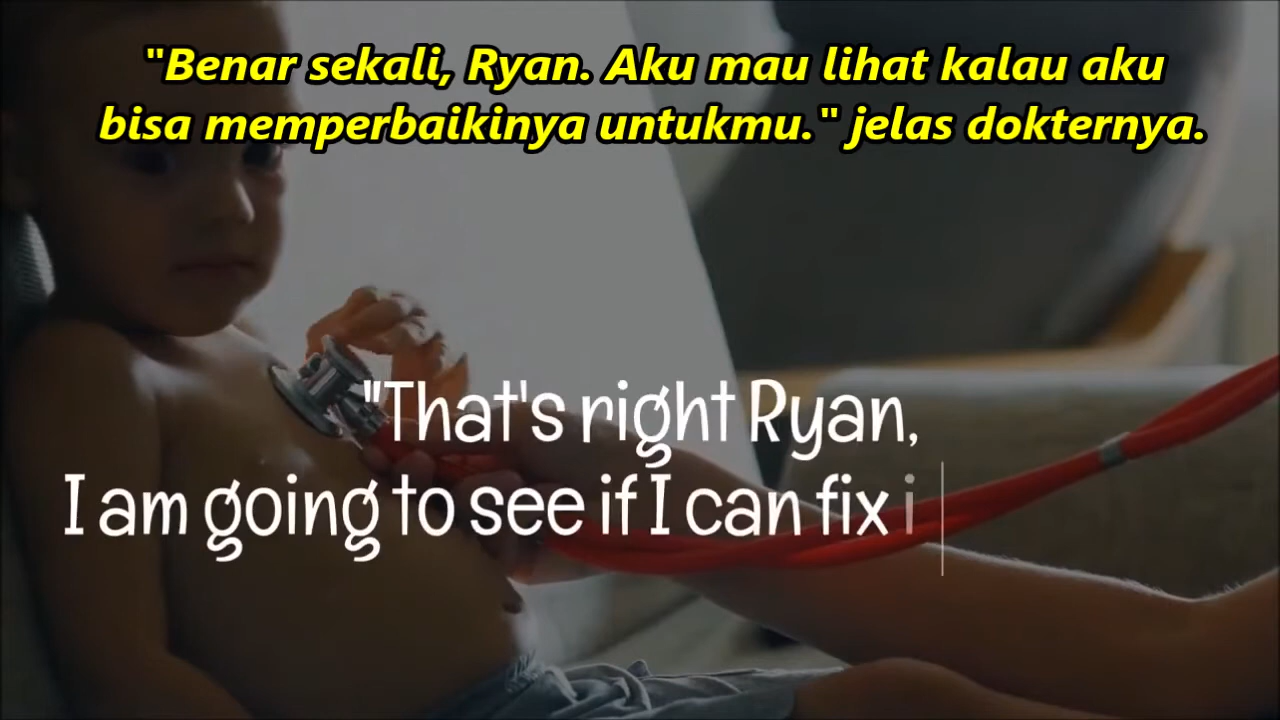 "Benar sekali, Ryan. Aku mau lihat kalau aku
bisa memperbaikinya untukmu." jelas dokternya.
"That's right Ryan,
I am going to see if I can fix i